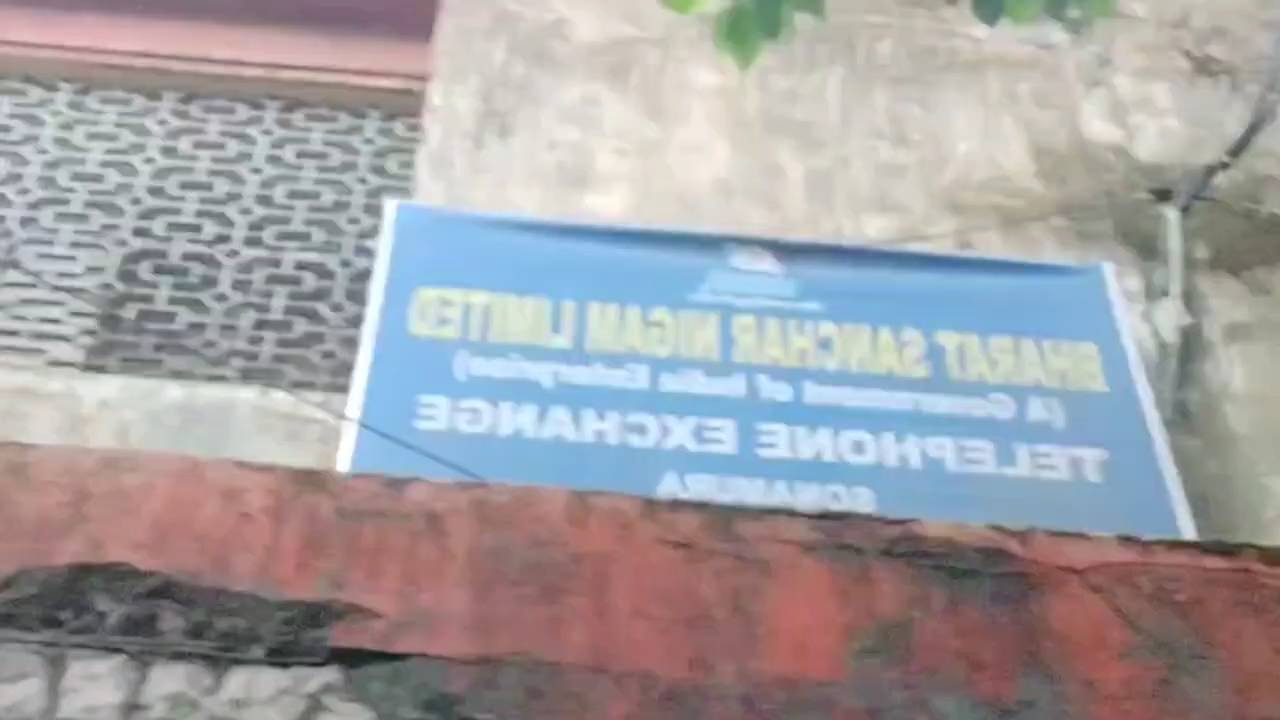 BHARAT SANCHAR NIGAM LIMITED
(A Government of India Enterprise)
TELEPHONE EXCHANGE
SONAMURA